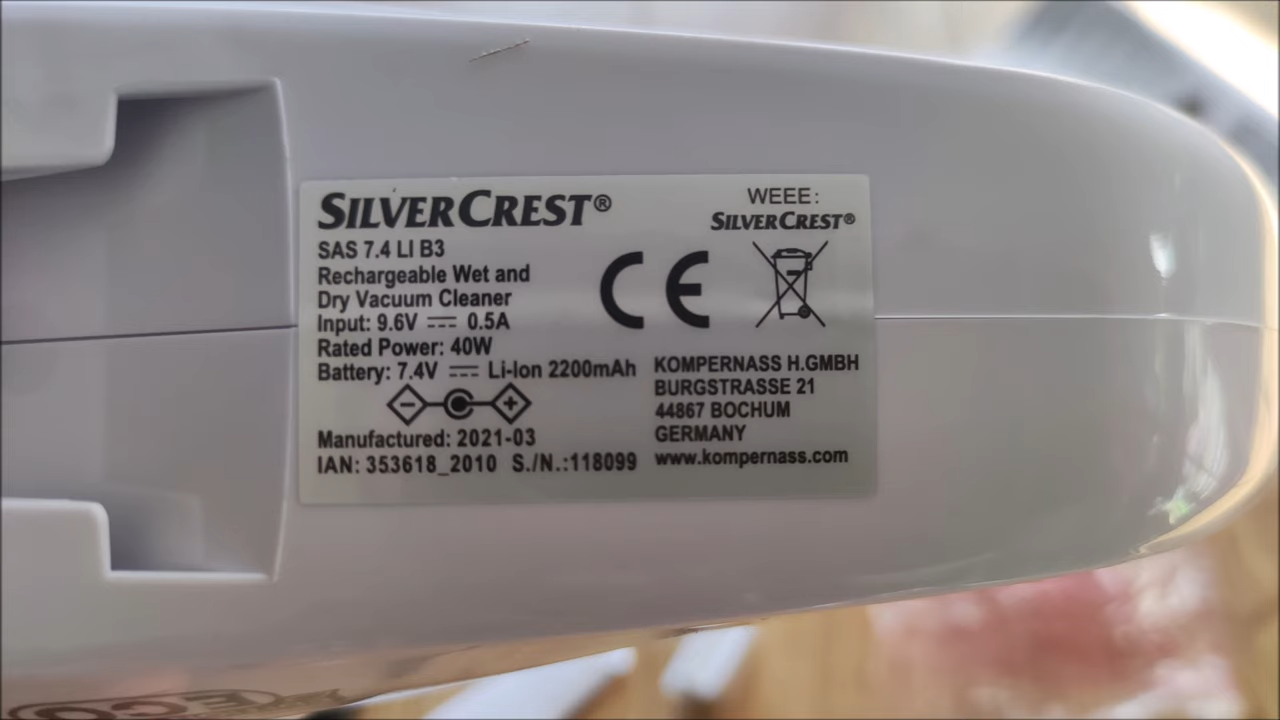 SILVERCREST®
SAS 7.4 LI B3
Rechargeable Wet and
Dry Vacuum Cleaner
Input: 9.6V ⎓ 0.5A
Rated Power: 40W
Battery: 7.4V ⎓ Li-Ion 2200mAh
Manufactured: 2021-03
IAN: 353618_2010 S./N.:118099
WEEE:
SILVERCREST®
CE
KOMPERNASS H.GMBH
BURGSTRASSE 21
44867 BOCHUM
GERMANY
www.kompernass.com